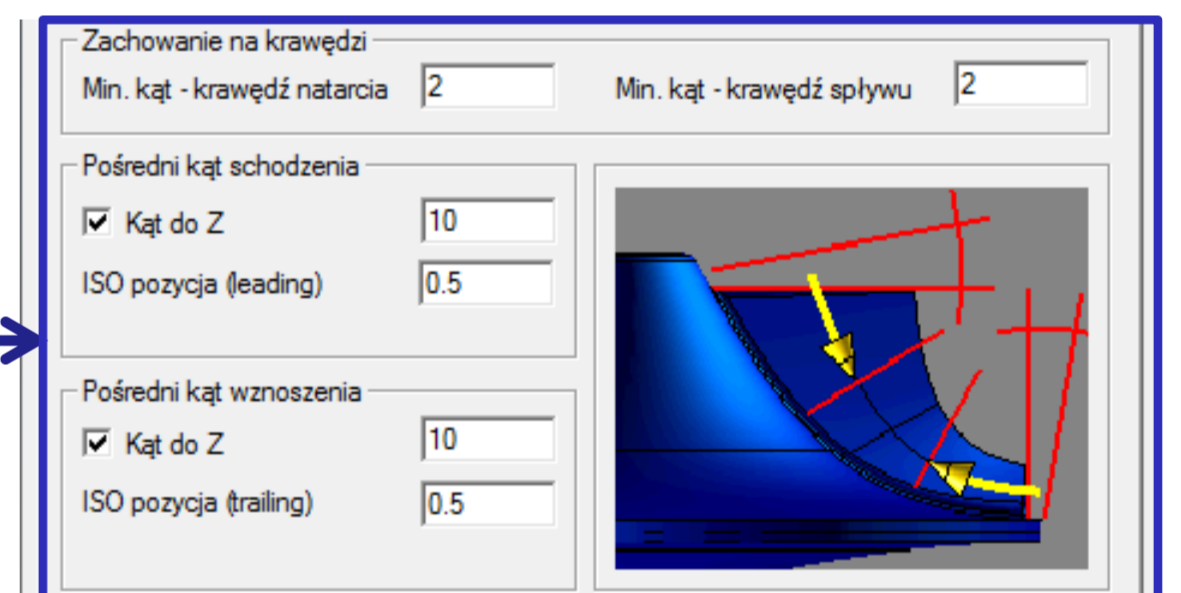 Zachowanie na krawędzi
Min. kąt - krawędź natarcia 2 Min. kąt - krawędź spływu 2
Pośredni kąt schodzenia
Kąt do Z 10
ISO pozycja (leading) 0.5
Pośredni kąt wznoszenia
Kąt do Z 10
ISO pozycja (trailing) 0.5